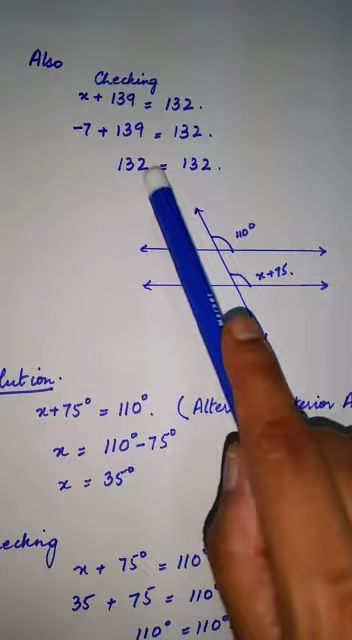 Also
Checking
x + 139 = 132.
-7 + 139 = 132.
132 = 132.
110°
x+75.
lution.
x+75° = 110°. (Alter
x = 110° - 75°
x = 35°
ecking
x + 75° = 110°
35 + 75 = 110°
110° = 110°